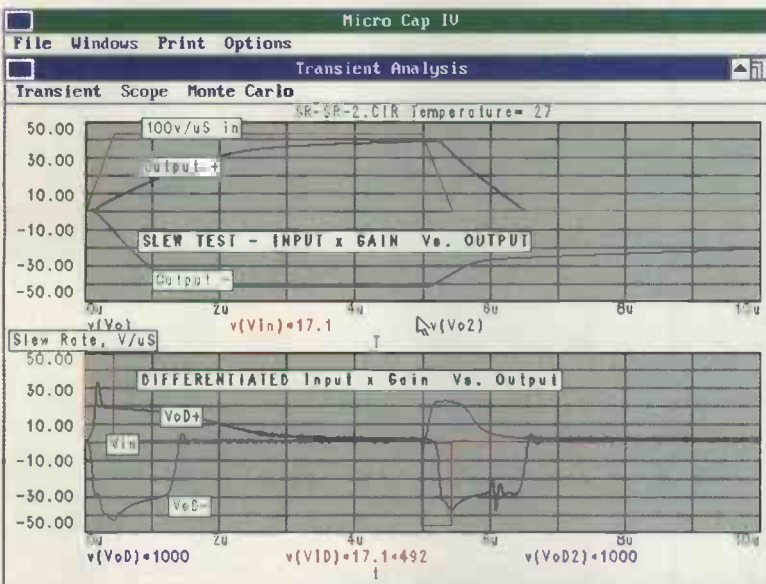 Micro Cap IV
File Windows Print Options
Transient Analysis
Transient Scope Monte Carlo
SR-SR-2.CIR Temperature= 27
50.00
100v/uS in
30.00
Output +
10.00
-10.00
SLEW TEST - INPUT x GAIN Vs. OUTPUT
-30.00
Output -
-50.00
0u 2u 4u 6u 8u 10u
v(Vo) v(Vin)*17.1 v(Vo2)
Slew Rate, V/uS T
50.00
DIFFERENTIATED Input x Gain Vs. Output
30.00
VoD+
10.00
Vin
-10.00
-30.00
VoD-
-50.00
0u 2u 4u 6u 8u 10u
v(VoD)*1000 v(VID)*17.1*492 v(VoD2)*1000
t